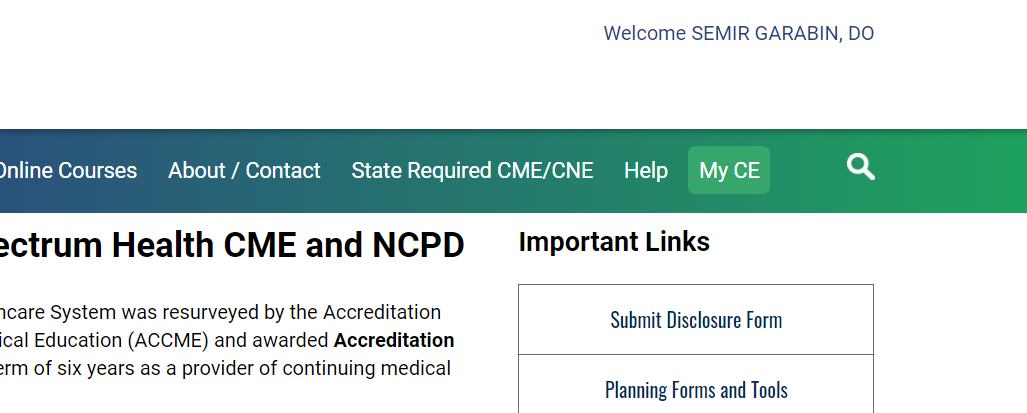 Welcome SEMIR GARABIN, DO
Online Courses About / Contact State Required CME/CNE Help My CE
ectrum Health CME and NCPD
Important Links
ncare System was resurveyed by the Accreditation
ical Education (ACCME) and awarded Accreditation
erm of six years as a provider of continuing medical
Submit Disclosure Form
Planning Forms and Tools